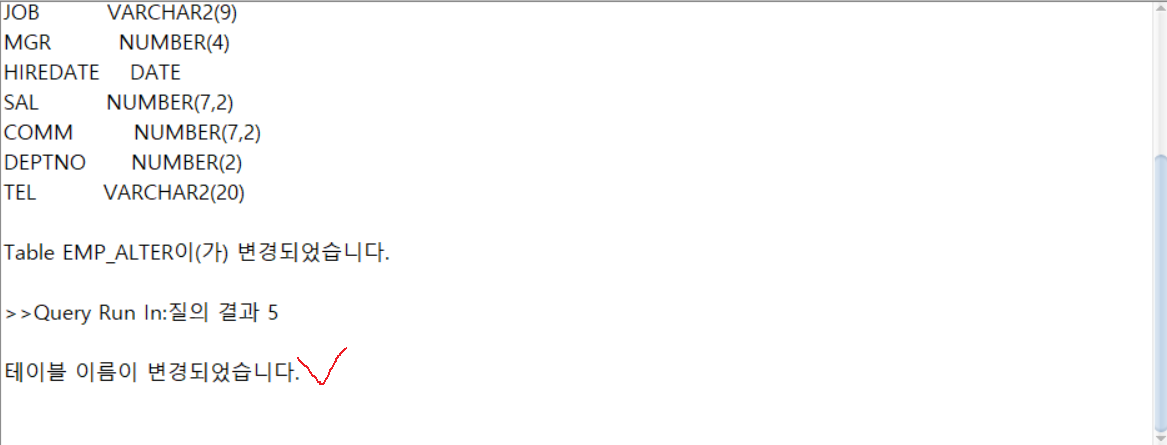 JOB VARCHAR2(9)
MGR NUMBER(4)
HIREDATE DATE
SAL NUMBER(7,2)
COMM NUMBER(7,2)
DEPTNO NUMBER(2)
TEL VARCHAR2(20)
Table EMP_ALTER이(가) 변경되었습니다.
>>Query Run In:질의 결과 5
테이블 이름이 변경되었습니다.